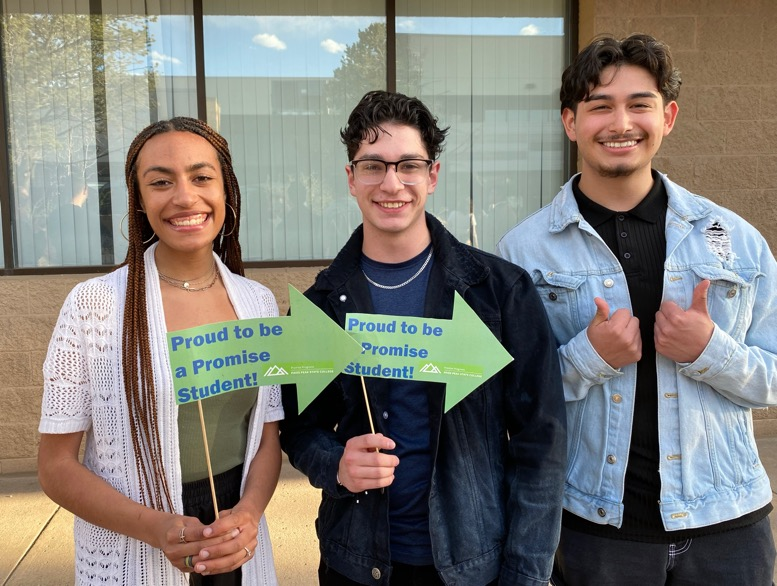 Proud to be
a Promise
Student!
Proud to be
Promise
Student!